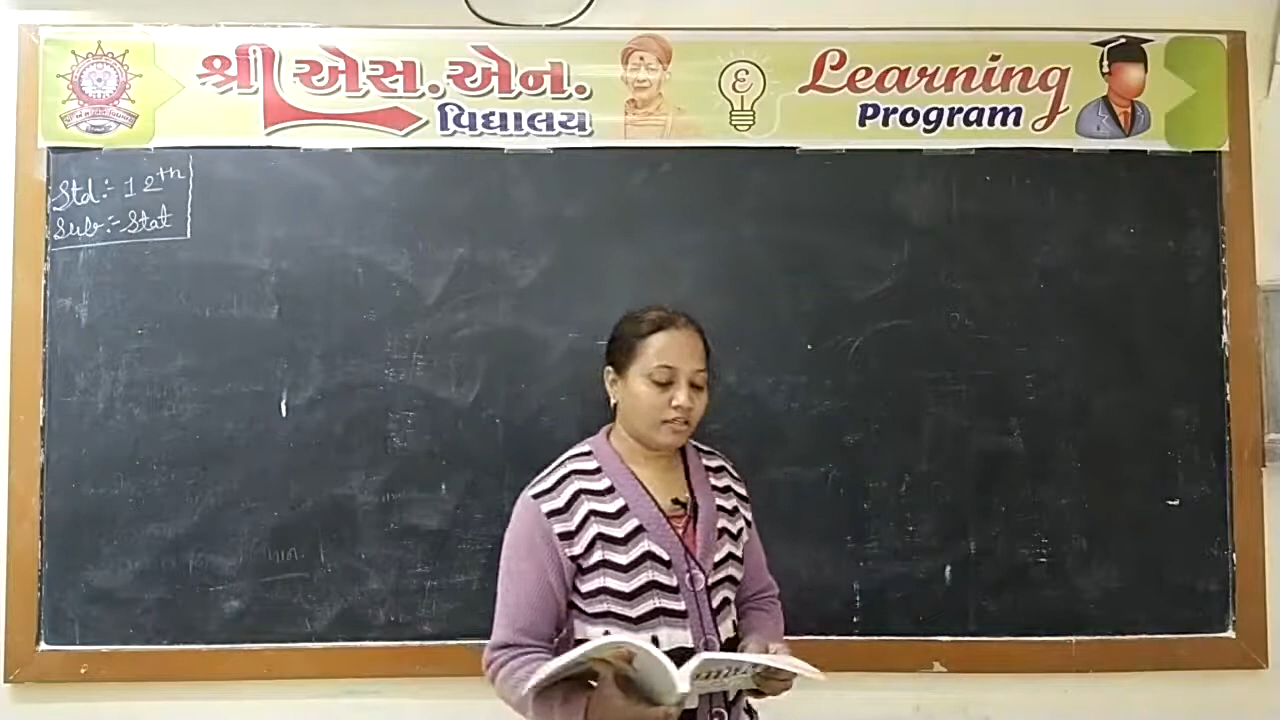 શ્રી એસ.એન.
વિદ્યાલય
ε
Learning
Program
Std:- 12th
Sub:- Stat